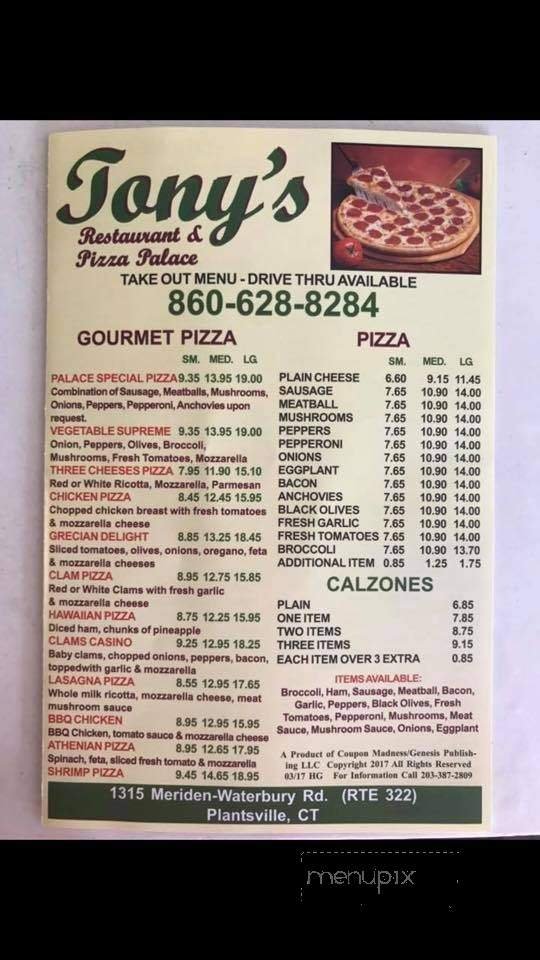 Tony's
Restaurant &
Pizza Palace
TAKE OUT MENU - DRIVE THRU AVAILABLE
860-628-8284
GOURMET PIZZA
SM. MED. LG
PALACE SPECIAL PIZZA 9.35 13.95 19.00
Combination of Sausage, Meatballs, Mushrooms,
Onions, Peppers, Pepperoni, Anchovies upon
request.
VEGETABLE SUPREME 9.35 13.95 19.00
Onion, Peppers, Olives, Broccoli,
Mushrooms, Fresh Tomatoes, Mozzarella
THREE CHEESES PIZZA 7.95 11.90 15.10
Red or White Ricotta, Mozzarella, Parmesan
CHICKEN PIZZA 8.45 12.45 15.95
Chopped chicken breast with fresh tomatoes
& mozzarella cheese
GRECIAN DELIGHT 8.85 13.25 18.45
Sliced tomatoes, olives, onions, oregano, feta
& mozzarella cheeses
CLAM PIZZA 8.95 12.75 15.85
Red or White Clams with fresh garlic
& mozzarella cheese
HAWAIIAN PIZZA 8.75 12.25 15.95
Diced ham, chunks of pineapple
CLAMS CASINO 9.25 12.95 18.25
Baby clams, chopped onions, peppers, bacon,
toppedwith garlic & mozzarella
LASAGNA PIZZA 8.55 12.95 17.65
Whole milk ricotta, mozzarella cheese, meat
mushroom sauce
BBQ CHICKEN 8.95 12.95 15.95
BBQ Chicken, tomato sauce & mozzarella cheese
ATHENIAN PIZZA 8.95 12.65 17.95
Spinach, feta, sliced fresh tomato & mozzarella
SHRIMP PIZZA 9.45 14.65 18.95
PIZZA
SM. MED. LG
PLAIN CHEESE 6.60 9.15 11.45
SAUSAGE 7.65 10.90 14.00
MEATBALL 7.65 10.90 14.00
MUSHROOMS 7.65 10.90 14.00
PEPPERS 7.65 10.90 14.00
PEPPERONI 7.65 10.90 14.00
ONIONS 7.65 10.90 14.00
EGGPLANT 7.65 10.90 14.00
BACON 7.65 10.90 14.00
ANCHOVIES 7.65 10.90 14.00
BLACK OLIVES 7.65 10.90 14.00
FRESH GARLIC 7.65 10.90 14.00
FRESH TOMATOES 7.65 10.90 14.00
BROCCOLI 7.65 10.90 13.70
ADDITIONAL ITEM 0.85 1.25 1.75
CALZONES
PLAIN 6.85
ONE ITEM 7.85
TWO ITEMS 8.75
THREE ITEMS 9.15
EACH ITEM OVER 3 EXTRA 0.85
ITEMS AVAILABLE:
Broccoli, Ham, Sausage, Meatball, Bacon,
Garlic, Peppers, Black Olives, Fresh
Tomatoes, Pepperoni, Mushrooms, Meat
Sauce, Mushroom Sauce, Onions, Eggplant
A Product of Coupon Madness/Genesis Publish-
ing LLC Copyright 2017 All Rights Reserved
03/17 HG For Information Call 203-387-2809
1315 Meriden-Waterbury Rd. (RTE 322)
Plantsville, CT
menupix